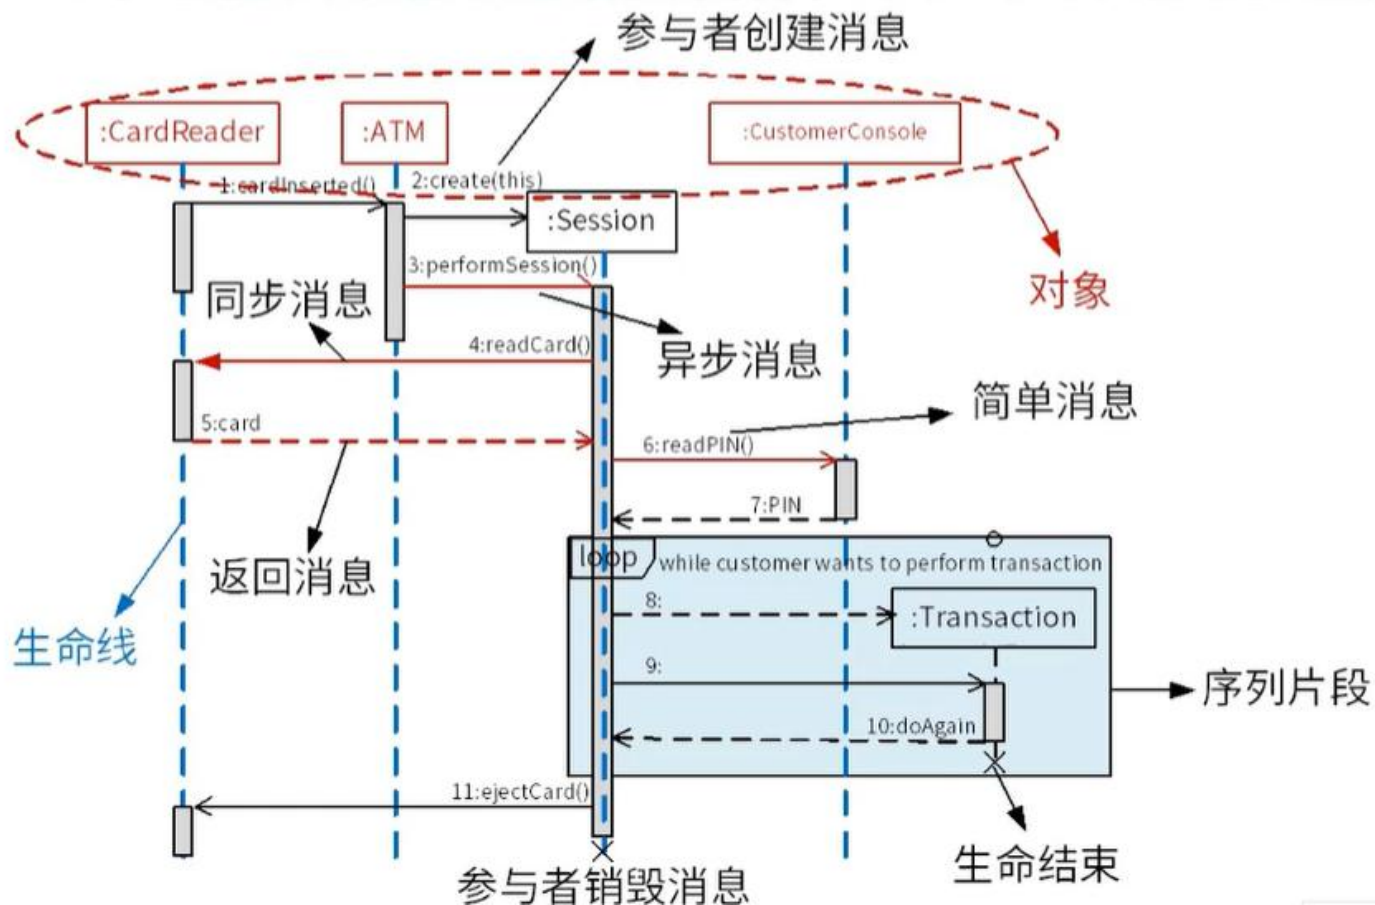 参与者创建消息
:CardReader
:ATM
:CustomerConsole
1:cardInserted()
2:create(this)
:Session
3:performSession()
对象
同步消息
4:readCard()
异步消息
简单消息
5:card
6:readPIN()
7:PIN
返回消息
loop
while customer wants to perform transaction
8:
:Transaction
生命线
9:
序列片段
10:doAgain
11:ejectCard()
生命结束
参与者销毁消息